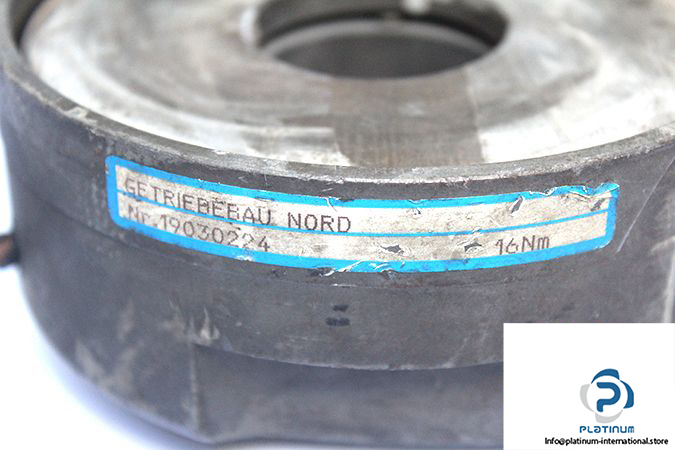 GETRIEBEBAU NORD
Nr.19030224 16Nm
PLATINUM
Info@platinum-international.store